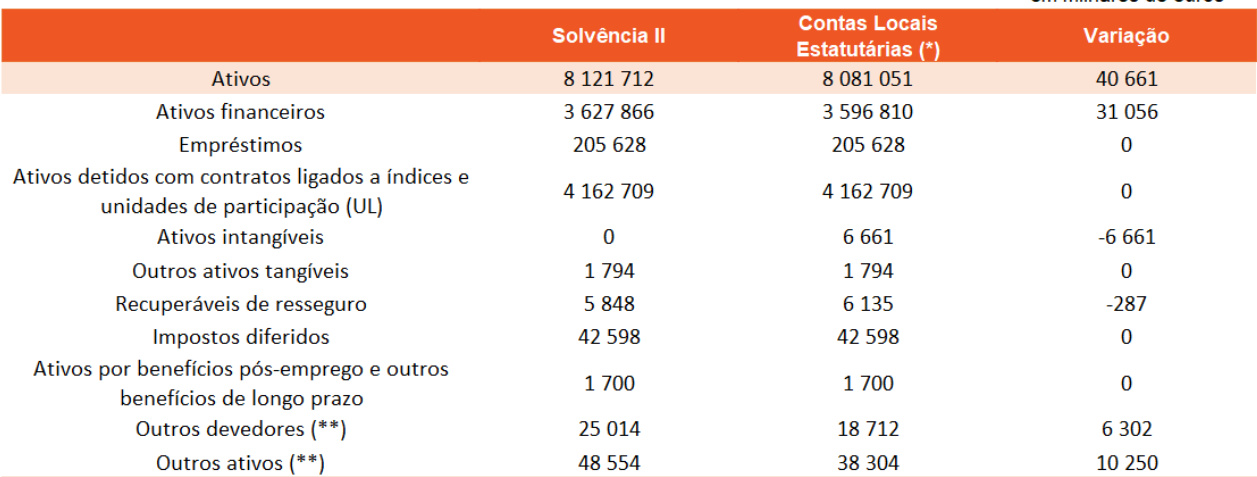 em milhares de euros
Solvência II Contas Locais Estatutárias (*) Variação
Ativos 8 121 712 8 081 051 40 661
Ativos financeiros 3 627 866 3 596 810 31 056
Empréstimos 205 628 205 628 0
Ativos detidos com contratos ligados a índices e
unidades de participação (UL) 4 162 709 4 162 709 0
Ativos intangíveis 0 6 661 -6 661
Outros ativos tangíveis 1 794 1 794 0
Recuperáveis de resseguro 5 848 6 135 -287
Impostos diferidos 42 598 42 598 0
Ativos por benefícios pós-emprego e outros
benefícios de longo prazo 1 700 1 700 0
Outros devedores (**) 25 014 18 712 6 302
Outros ativos (**) 48 554 38 304 10 250